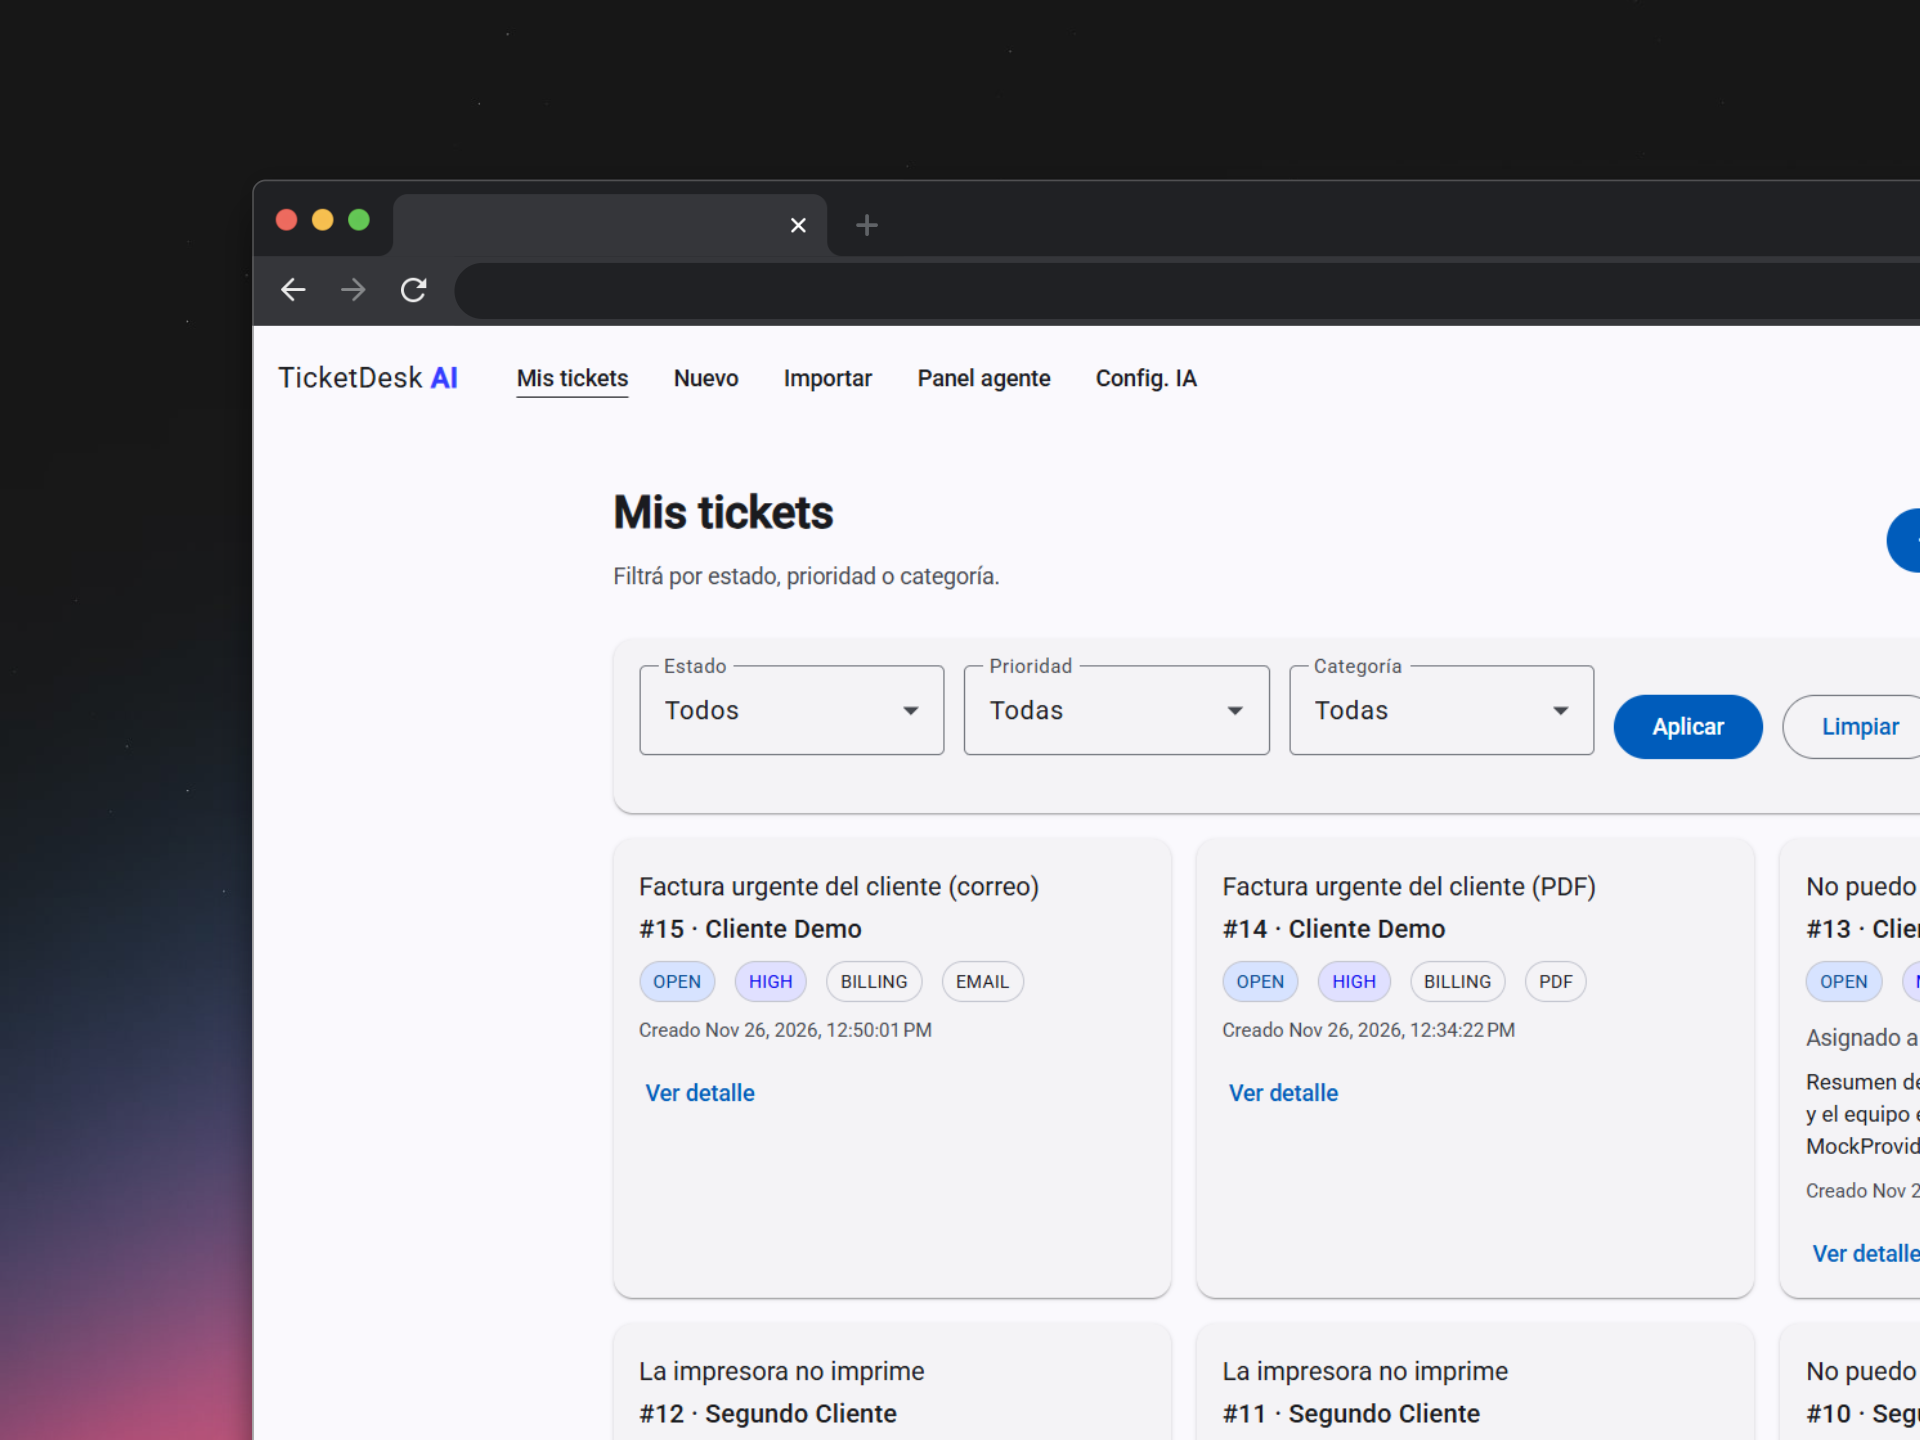 TicketDesk AI
Mis tickets
Nuevo
Importar
Panel agente
Config. IA
Mis tickets
Filtrá por estado, prioridad o categoría.
Estado
Todos
Prioridad
Todas
Categoría
Todas
Aplicar
Limpiar
Factura urgente del cliente (correo)
#15 · Cliente Demo
OPEN
HIGH
BILLING
EMAIL
Creado Nov 26, 2026, 12:50:01 PM
Ver detalle
Factura urgente del cliente (PDF)
#14 · Cliente Demo
OPEN
HIGH
BILLING
PDF
Creado Nov 26, 2026, 12:34:22 PM
Ver detalle
No puedo
#13 ·
OPEN
Asignado a
Resumen
y el equipo
Creado Nov
Ver detalle
La impresora no imprime
#12 · Segundo Cliente
La impresora no imprime
#11 · Segundo Cliente
No puedo
#10 ·